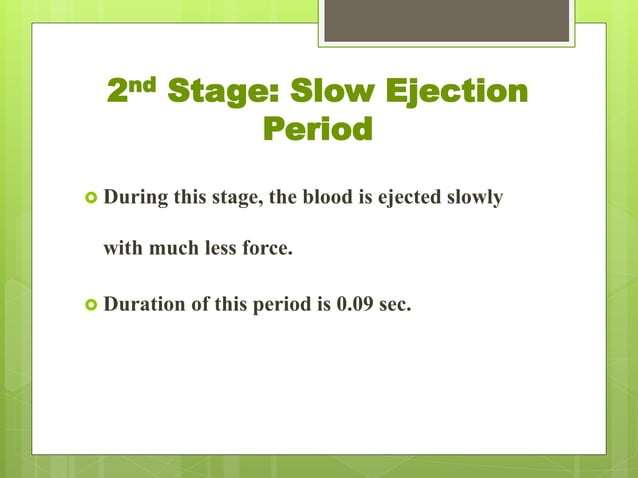 2nd Stage: Slow Ejection
Period
During this stage, the blood is ejected slowly
with much less force.
Duration of this period is 0.09 sec.